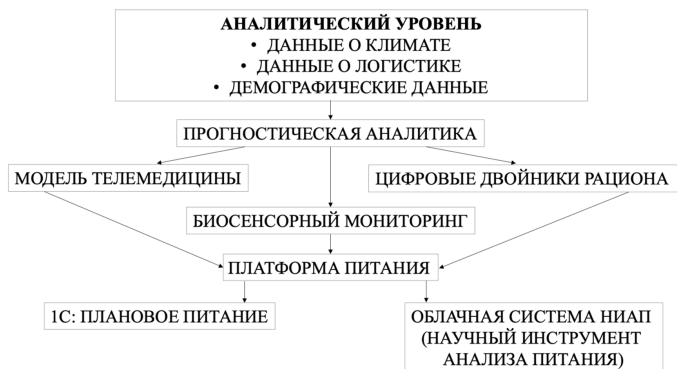 АНАЛИТИЧЕСКИЙ УРОВЕНЬ
• ДАННЫЕ О КЛИМАТЕ
• ДАННЫЕ О ЛОГИСТИКЕ
• ДЕМОГРАФИЧЕСКИЕ ДАННЫЕ
ПРОГНОСТИЧЕСКАЯ АНАЛИТИКА
МОДЕЛЬ ТЕЛЕМЕДИЦИНЫ
ЦИФРОВЫЕ ДВОЙНИКИ РАЦИОНА
БИОСЕНСОРНЫЙ МОНИТОРИНГ
ПЛАТФОРМА ПИТАНИЯ
1С: ПЛАНОВОЕ ПИТАНИЕ
ОБЛАЧНАЯ СИСТЕМА НИАП
(НАУЧНЫЙ ИНСТРУМЕНТ
АНАЛИЗА ПИТАНИЯ)